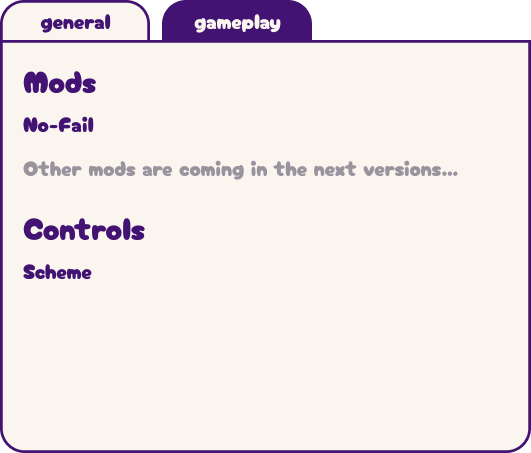 general
gameplay
Mods
No-Fail
Other mods are coming in the next versions...
Controls
Scheme